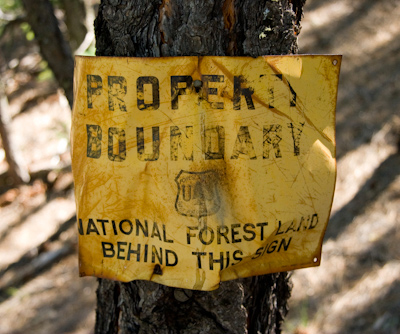 PROPERTY
BOUNDARY
U S
NATIONAL FOREST LAND
BEHIND THIS SIGN